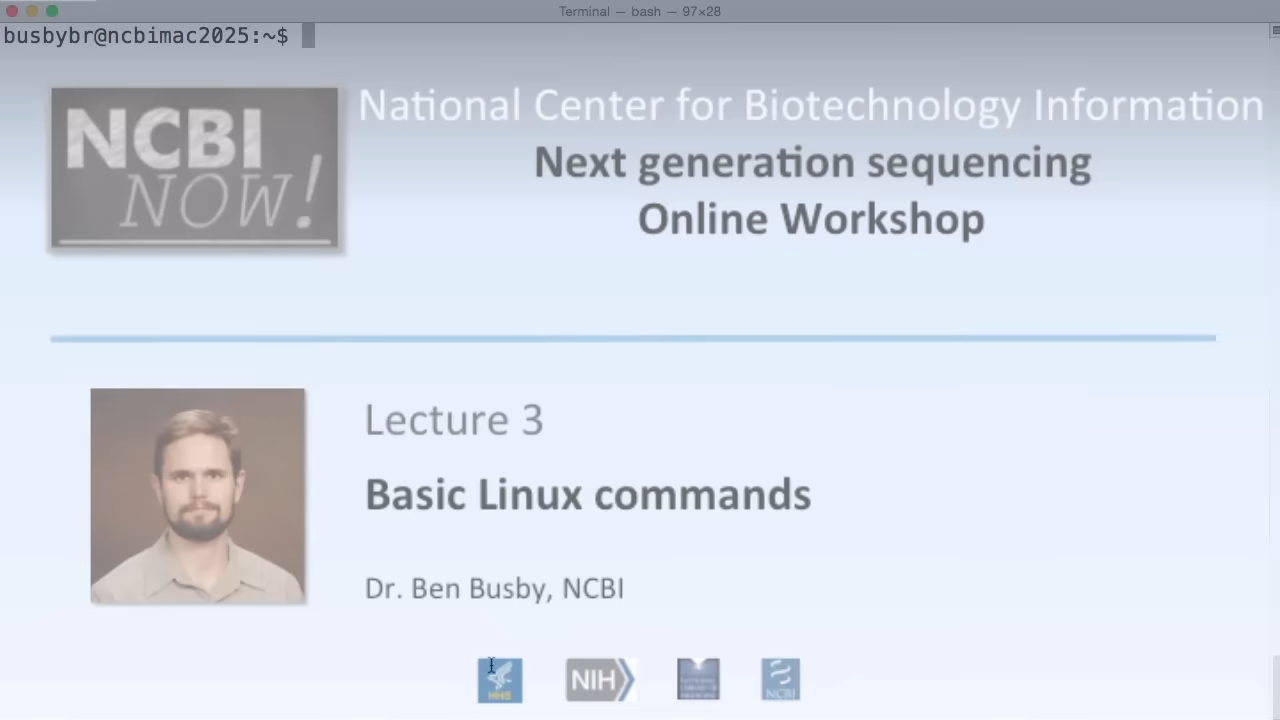 Terminal — bash — 97×28
busbybr@ncbimac2025:~$
NCBI
NOW!
National Center for Biotechnology Information
Next generation sequencing
Online Workshop
Lecture 3
Basic Linux commands
Dr. Ben Busby, NCBI
HHS
NIH
NCBI